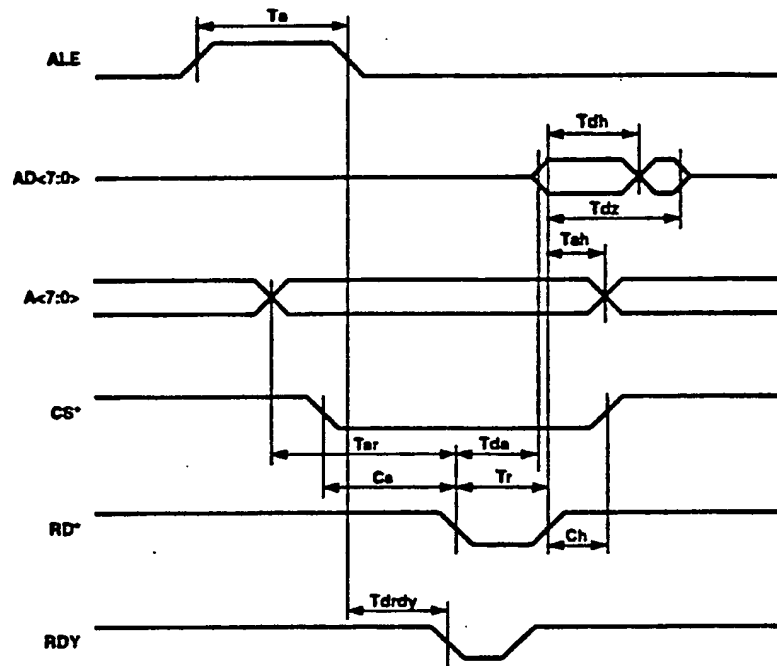 Ta
ALE
Tdh
AD<7:0>
Tdz
Tah
A<7:0>
CS*
Tar
Tda
Cs
Tr
RD*
Ch
Tdrdy
RDY